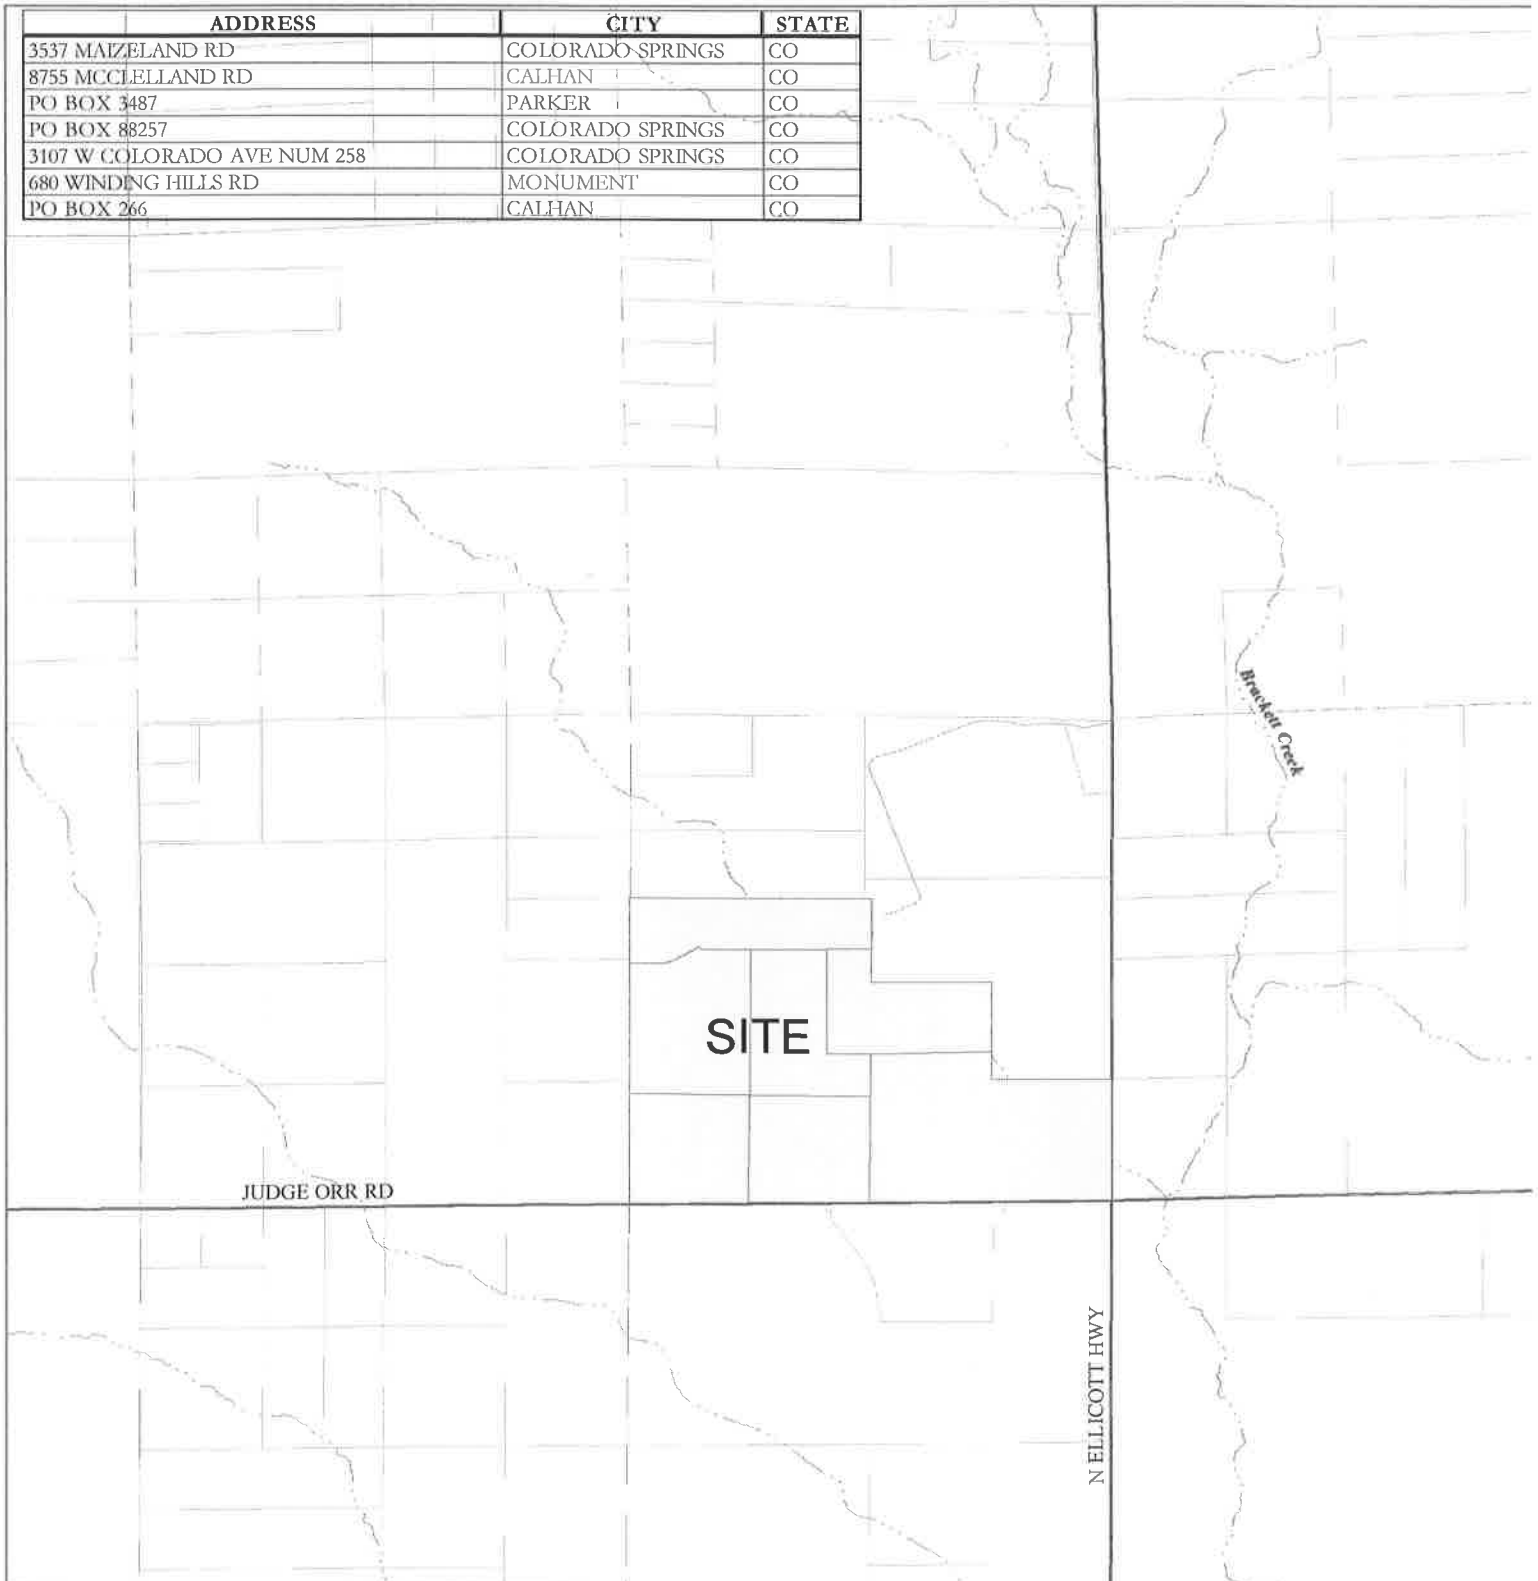 ADDRESS CITY STATE
3537 MAIZELAND RD COLORADO SPRINGS CO
8755 MCCLELLAND RD CALHAN CO
PO BOX 3487 PARKER CO
PO BOX 88257 COLORADO SPRINGS CO
3107 W COLORADO AVE NUM 258 COLORADO SPRINGS CO
680 WINDING HILLS RD MONUMENT CO
PO BOX 266 CALHAN CO
Brackett Creek
SITE
JUDGE ORR RD
N ELLICOTT HWY